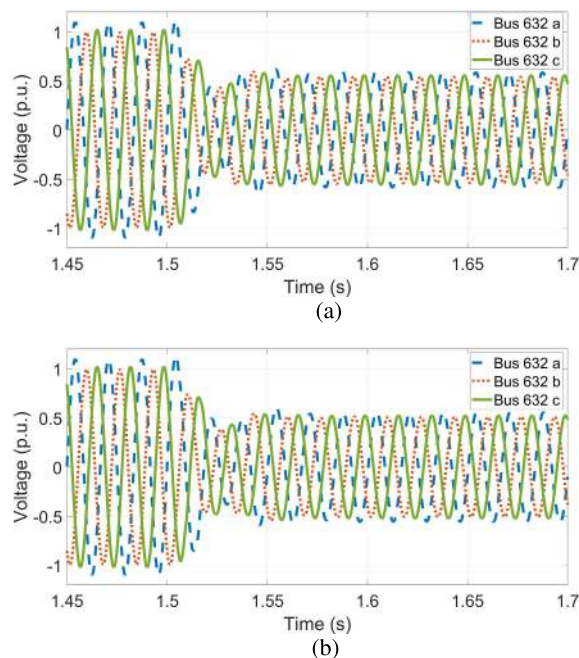 Bus 632 a
Bus 632 b
Bus 632 c
Voltage (p.u.)
1
0.5
0
-0.5
-1
1.45 1.5 1.55 1.6 1.65 1.7
Time (s)
(a)
Bus 632 a
Bus 632 b
Bus 632 c
Voltage (p.u.)
1
0.5
0
-0.5
-1
1.45 1.5 1.55 1.6 1.65 1.7
Time (s)
(b)